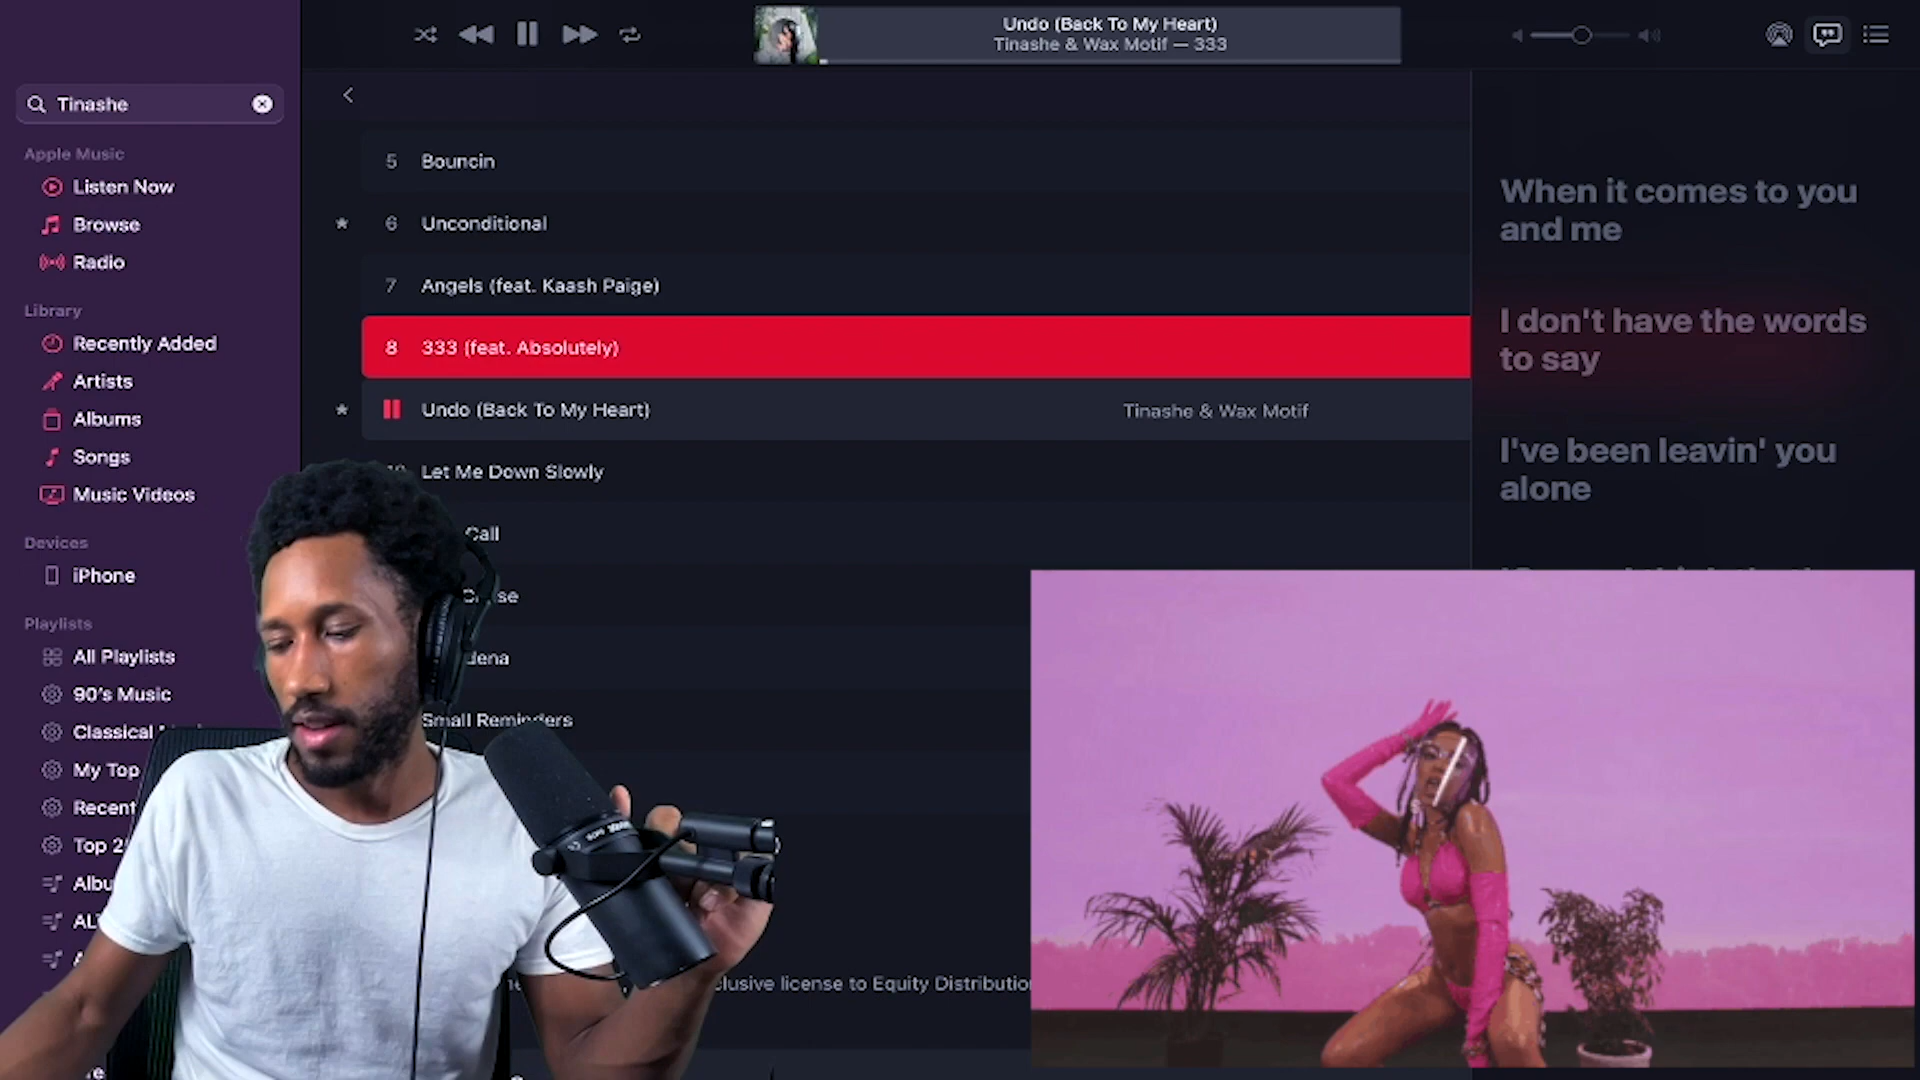 Undo (Back To My Heart)
Tinashe & Wax Motif — 333
Tinashe
Apple Music
Listen Now
Browse
Radio
Library
Recently Added
Artists
Albums
Songs
Music Videos
Devices
iPhone
Playlists
All Playlists
90's Music
Classical
My Top
Recent
Top 2
Albu
5 Bouncin
6 Unconditional
7 Angels (feat. Kaash Paige)
8 333 (feat. Absolutely)
Undo (Back To My Heart) Tinashe & Wax Motif
Let Me Down Slowly
Call
dena
Small Reminders
clusive license to Equity Distribution
When it comes to you
and me
I don't have the words
to say
I've been leavin' you
alone